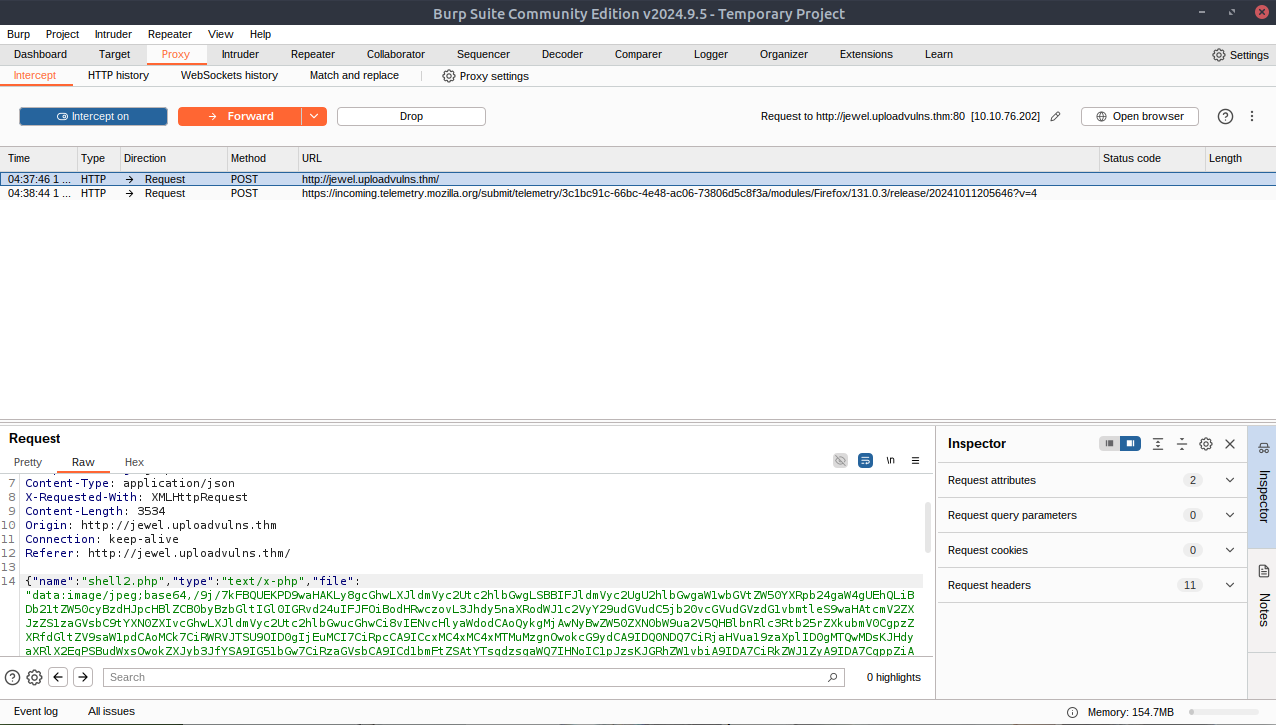 Burp Suite Community Edition v2024.9.5 - Temporary Project
Burp Project Intruder Repeater View Help
Dashboard Target Proxy Intruder Repeater Collaborator Sequencer Decoder Comparer Logger Organizer Extensions Learn Settings
Intercept HTTP history WebSockets history Match and replace Proxy settings
Intercept on Forward Drop Request to http://jewel.uploadvulns.thm:80 [10.10.76.202] Open browser
Time Type Direction Method URL Status code Length
04:37:46 1 ... HTTP → Request POST http://jewel.uploadvulns.thm/
04:38:44 1 ... HTTP → Request POST https://incoming.telemetry.mozilla.org/submit/telemetry/3c1bc91c-66bc-4e48-ac06-73806d5c8f3a/modules/Firefox/131.0.3/release/20241011205646?v=4
Request
Pretty Raw Hex \n
7 Content-Type: application/json
8 X-Requested-With: XMLHttpRequest
9 Content-Length: 3534
10 Origin: http://jewel.uploadvulns.thm
11 Connection: keep-alive
12 Referer: http://jewel.uploadvulns.thm/
13
14 {"name":"shell2.php","type":"text/x-php","file":
Search 0 highlights
Inspector
Request attributes 2
Request query parameters 0
Request cookies 0
Request headers 11
Inspector
Notes
Event log All issues Memory: 154.7MB